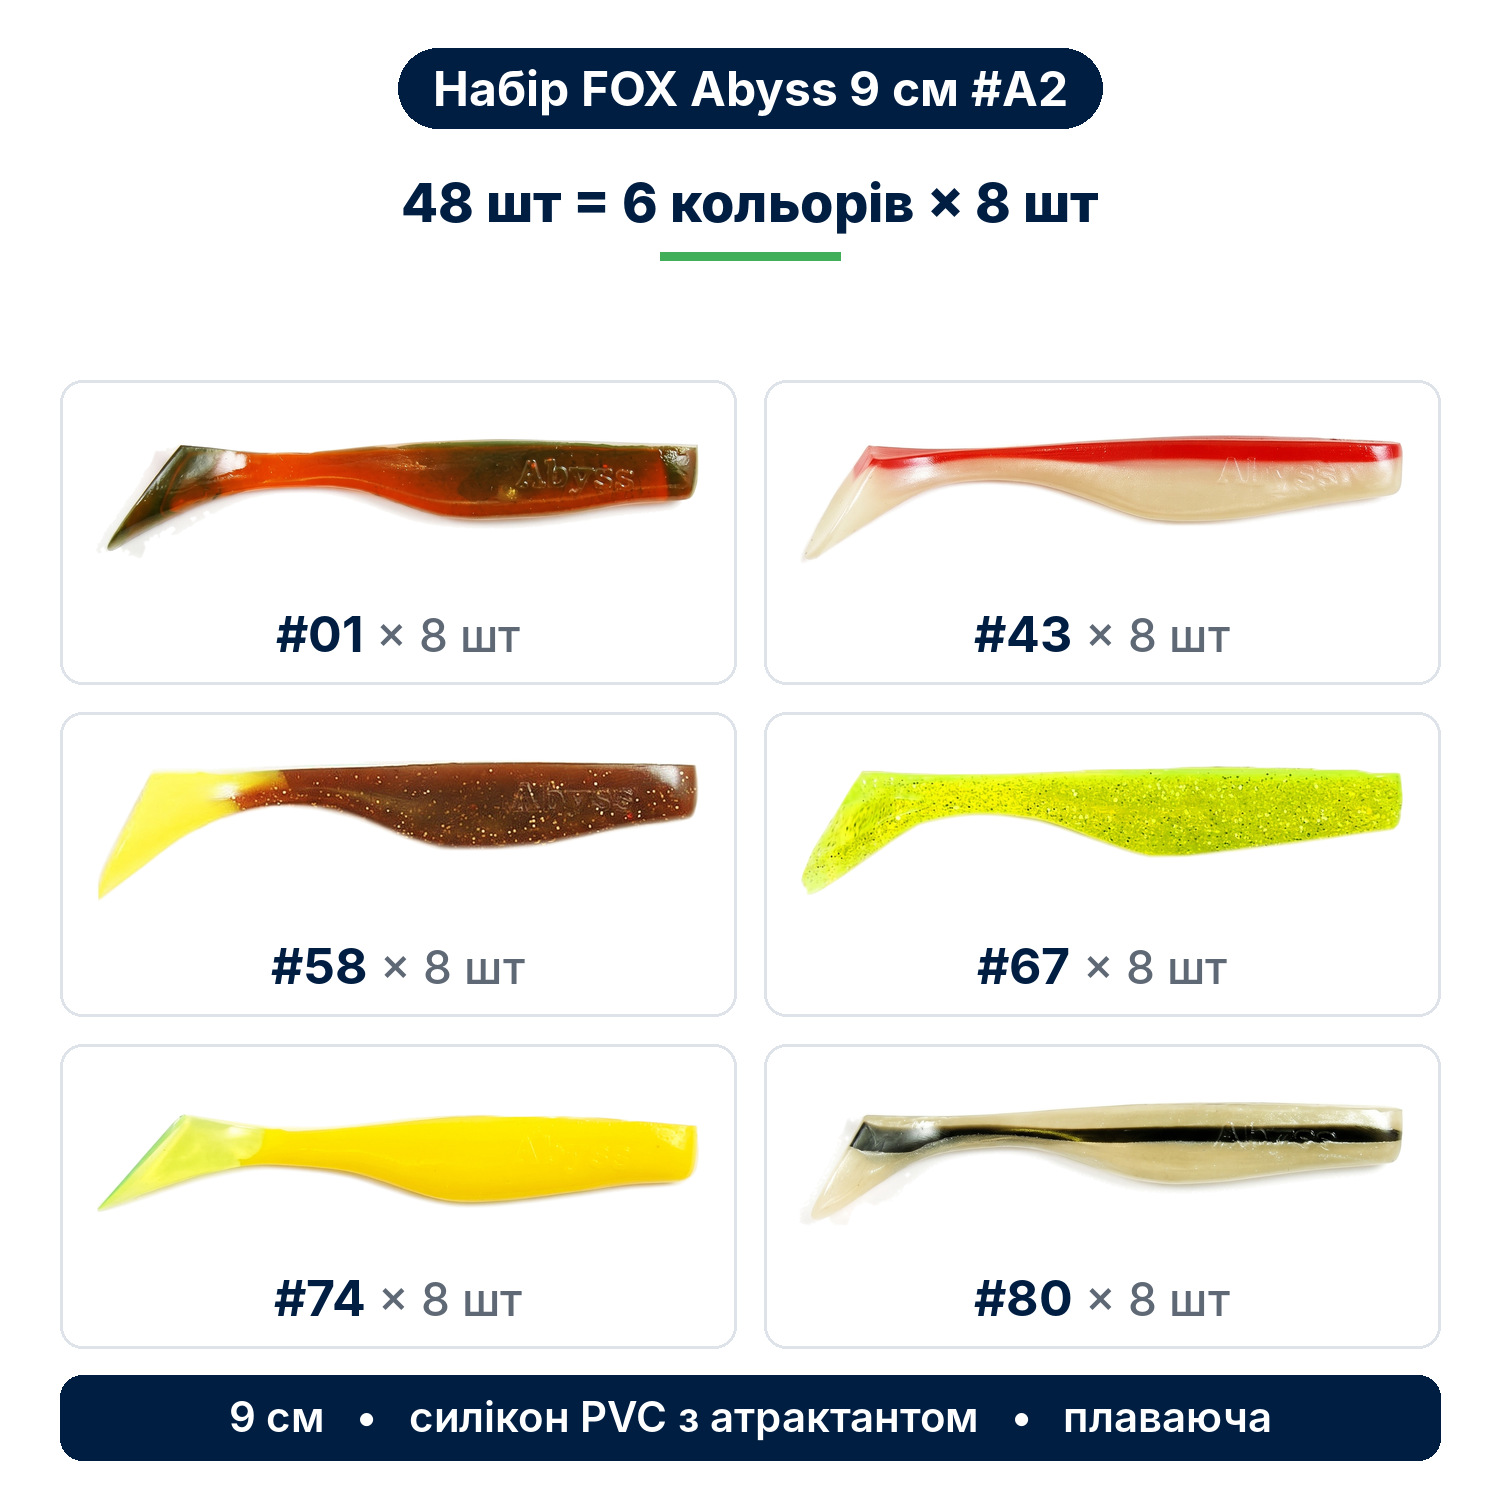 Набір FOX Abyss 9 см #A2
48 шт = 6 кольорів × 8 шт
Abyss
Abyss
#01 × 8 шт
#43 × 8 шт
Abyss
#58 × 8 шт
#67 × 8 шт
Abyss
#74 × 8 шт
#80 × 8 шт
9 см • силікон PVC з атрактантом • плаваюча